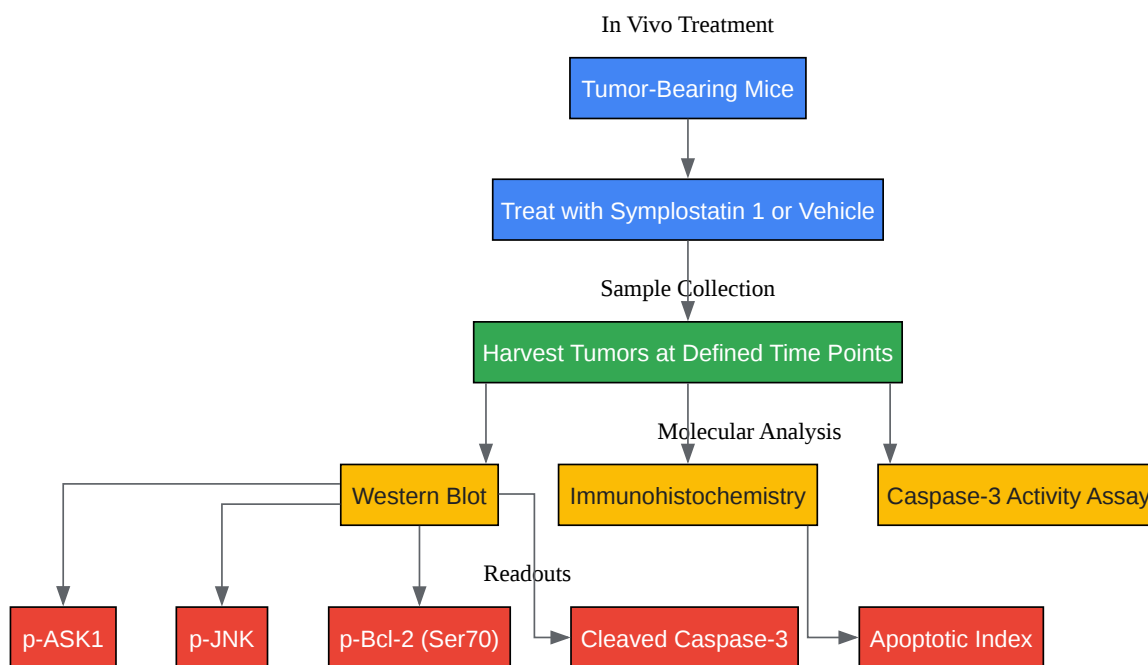 In Vivo Treatment
Tumor-Bearing Mice
Treat with Symplostatin 1 or Vehicle
Sample Collection
Harvest Tumors at Defined Time Points
Molecular Analysis
Western Blot
Immunohistochemistry
Caspase-3 Activity Assay
Readouts
p-ASK1
p-JNK
p-Bcl-2 (Ser70)
Cleaved Caspase-3
Apoptotic Index